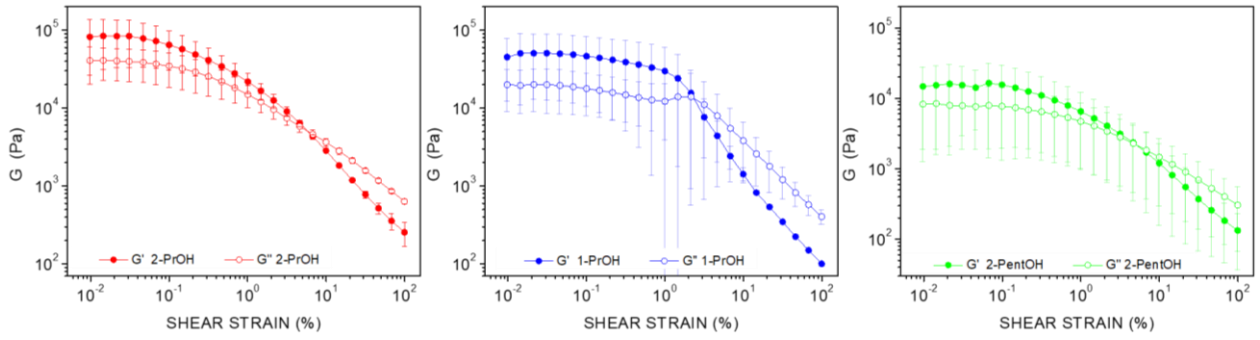 G (Pa)
10⁵
10⁴
10³
10²
G' 2-PrOH G" 2-PrOH
10⁻² 10⁻¹ 10⁰ 10¹ 10²
SHEAR STRAIN (%)
G (Pa)
10⁵
10⁴
10³
10²
G' 1-PrOH G" 1-PrOH
10⁻² 10⁻¹ 10⁰ 10¹ 10²
SHEAR STRAIN (%)
G (Pa)
10⁵
10⁴
10³
10²
G' 2-PentOH G" 2-PentOH
10⁻² 10⁻¹ 10⁰ 10¹ 10²
SHEAR STRAIN (%)